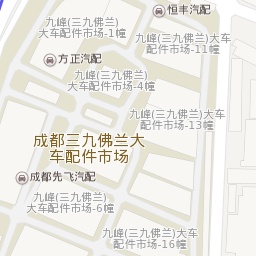 恒丰汽配
九峰(三九佛兰)
大车配件市场-1幢
九峰(三九佛兰)大车
配件市场-11幢
方正汽配
九峰(三九佛兰)大
车配件市场-4幢
九峰(三九佛兰)大车
配件市场-13幢
成都三九佛兰大
车配件市场
成都先飞汽配
九峰(三九佛兰)
大车配件市场-6幢
九峰(三九佛兰)大车
配件市场-16幢